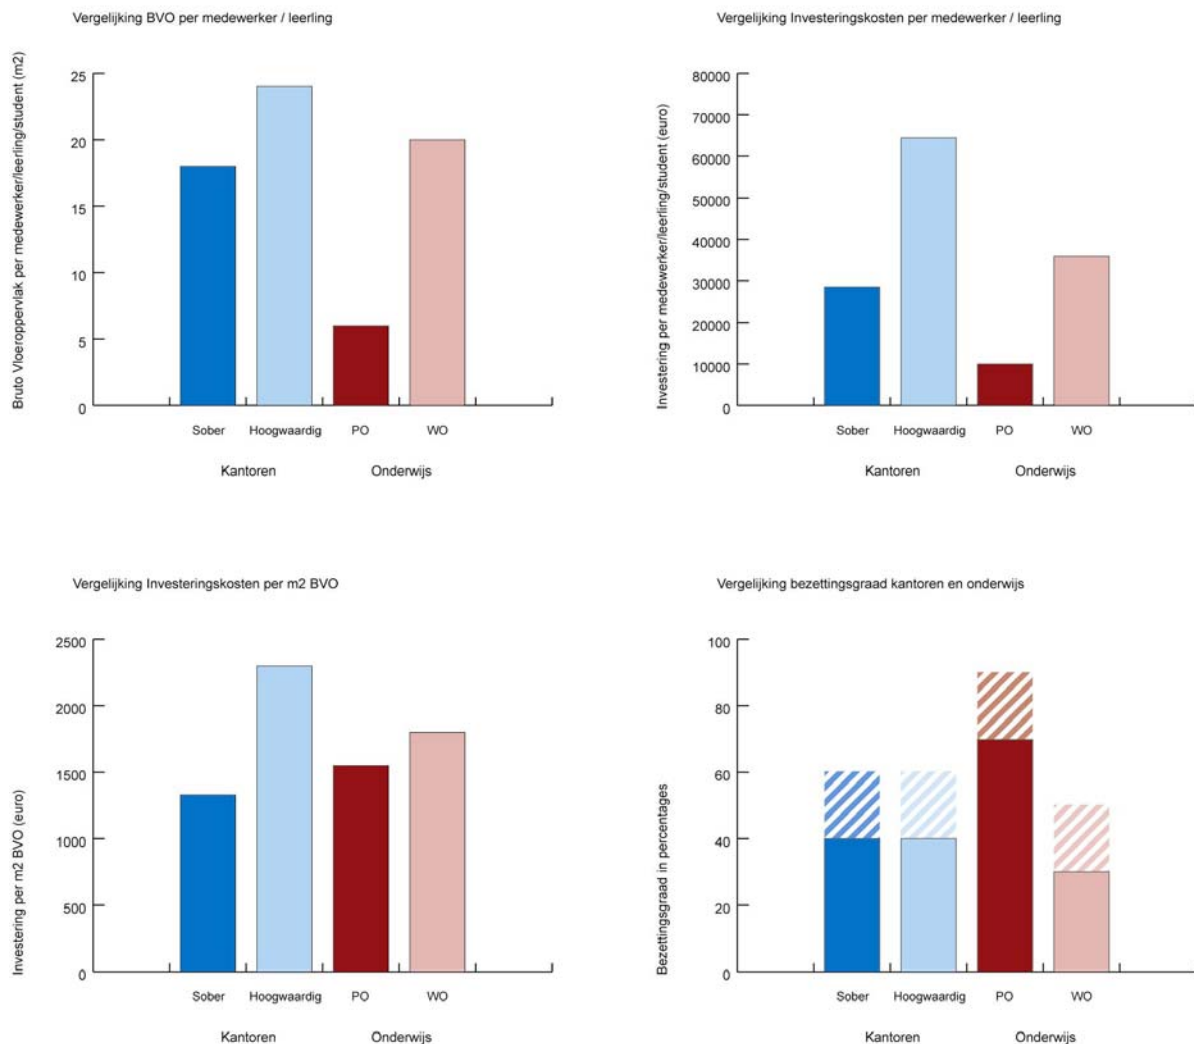 Vergelijking BVO per medewerker / leerling
Bruto Vloeroppervlak per medewerker/leerling/student (m2)
25
20
15
10
5
0
Sober Hoogwaardig PO WO
Kantoren Onderwijs
Vergelijking Investeringskosten per medewerker / leerling
Investering per medewerker/leerling/student (euro)
80000
70000
60000
50000
40000
30000
20000
10000
0
Sober Hoogwaardig PO WO
Kantoren Onderwijs
Vergelijking Investeringskosten per m2 BVO
Investering per m2 BVO (euro)
2500
2000
1500
1000
500
0
Sober Hoogwaardig PO WO
Kantoren Onderwijs
Vergelijking bezettingsgraad kantoren en onderwijs
Bezettingsgraad in percentages
100
80
60
40
20
0
Sober Hoogwaardig PO WO
Kantoren Onderwijs